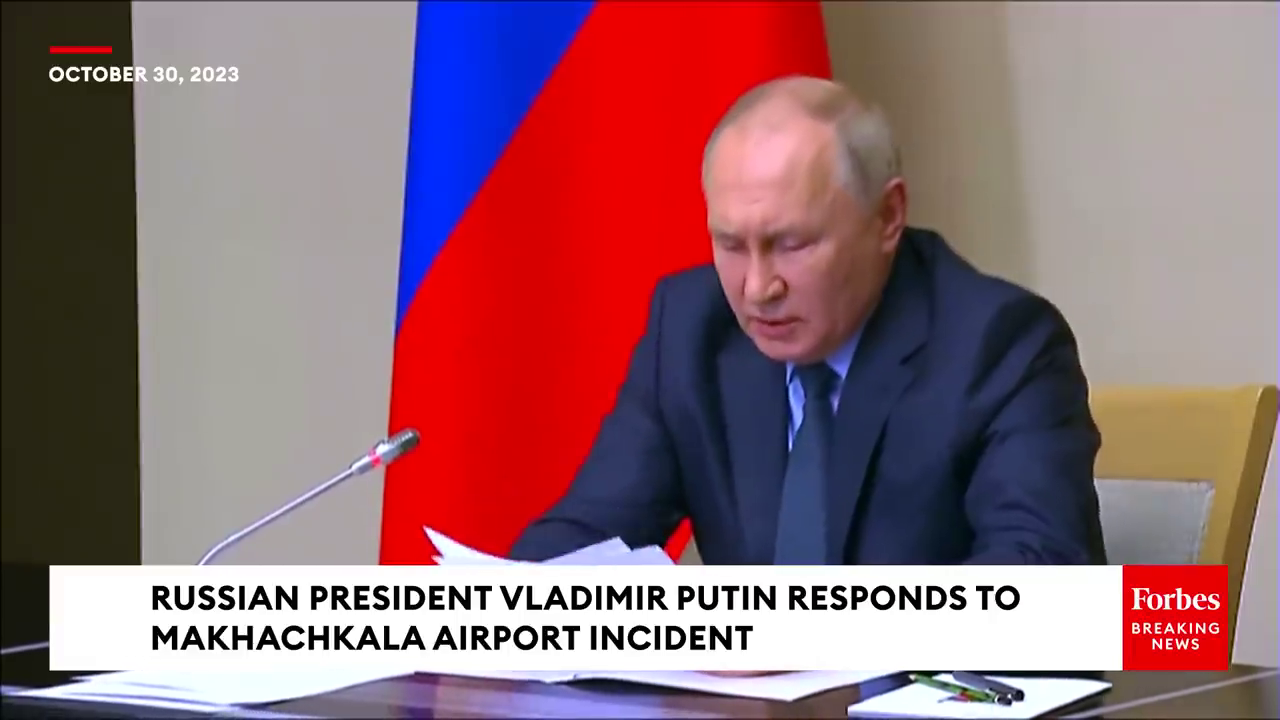 OCTOBER 30, 2023
RUSSIAN PRESIDENT VLADIMIR PUTIN RESPONDS TO
MAKHACHKALA AIRPORT INCIDENT
Forbes
BREAKING
NEWS